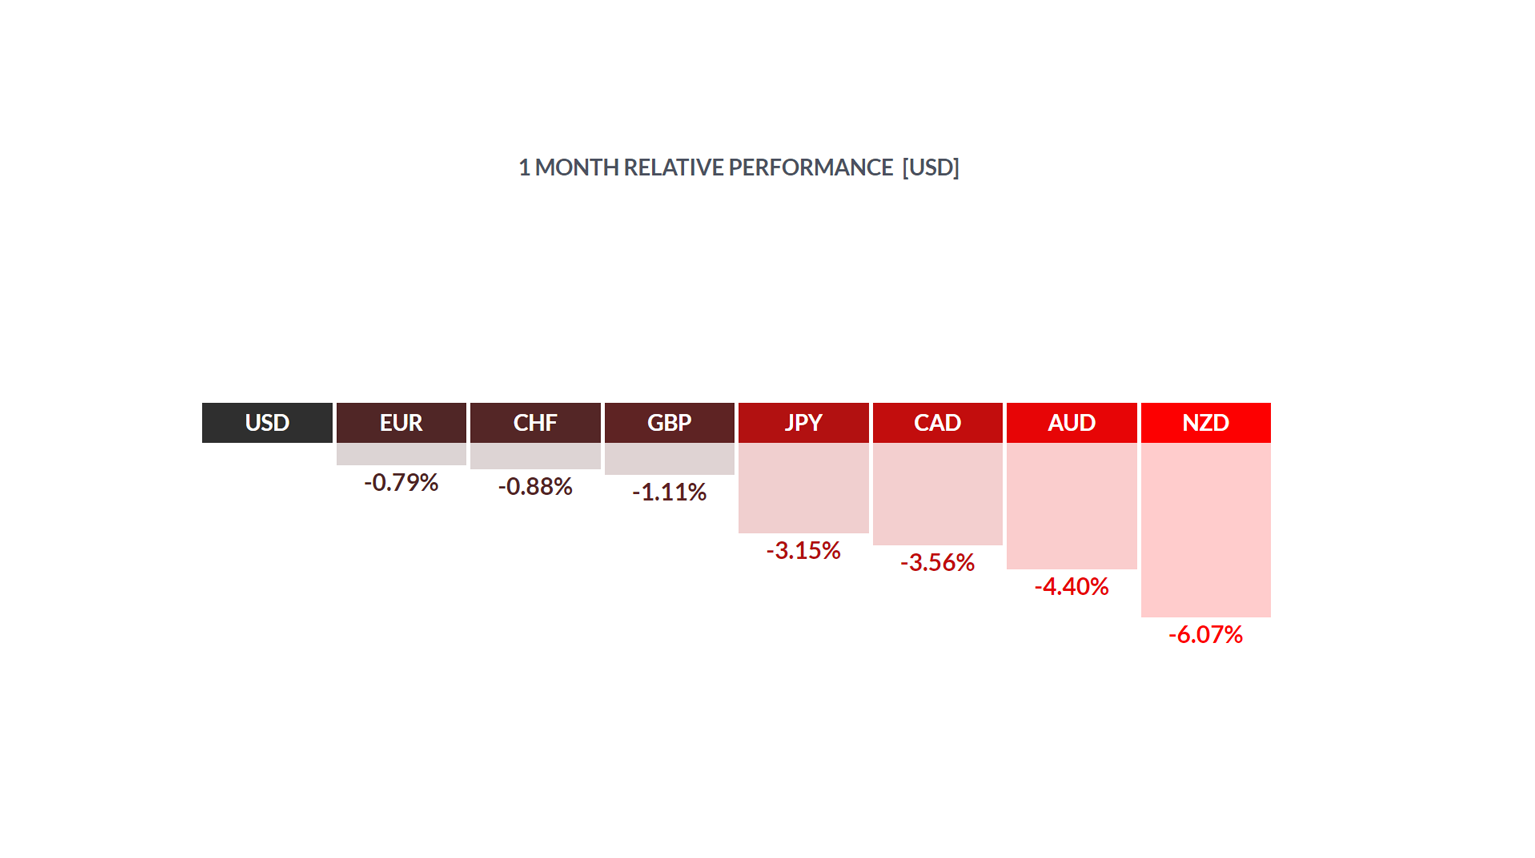 1 MONTH RELATIVE PERFORMANCE [USD]
USD EUR CHF GBP JPY CAD AUD NZD
-0.79% -0.88% -1.11% -3.15% -3.56% -4.40% -6.07%